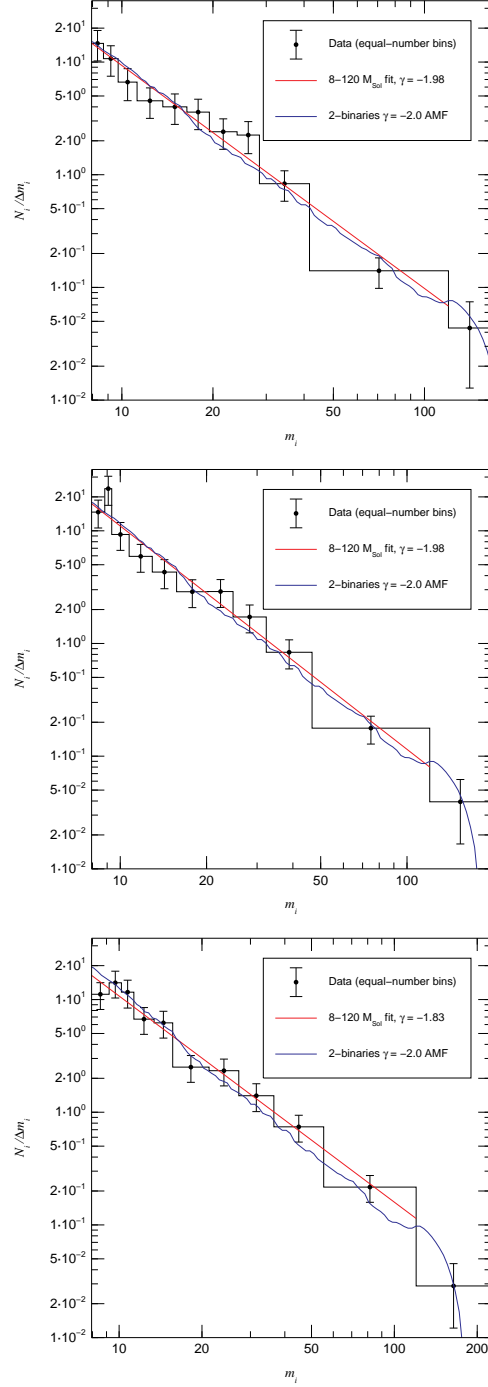 2·10¹
1·10¹
5·10⁰
2·10⁰
1·10⁰
5·10⁻¹
2·10⁻¹
1·10⁻¹
5·10⁻²
2·10⁻²
1·10⁻²
Nᵢ/Δmᵢ
Data (equal−number bins)
8−120 M_Sol fit, γ = −1.98
2−binaries γ = −2.0 AMF
10 20 50 100
mᵢ
2·10¹
1·10¹
5·10⁰
2·10⁰
1·10⁰
5·10⁻¹
2·10⁻¹
1·10⁻¹
5·10⁻²
2·10⁻²
1·10⁻²
Nᵢ/Δmᵢ
Data (equal−number bins)
8−120 M_Sol fit, γ = −1.98
2−binaries γ = −2.0 AMF
10 20 50 100
mᵢ
2·10¹
1·10¹
5·10⁰
2·10⁰
1·10⁰
5·10⁻¹
2·10⁻¹
1·10⁻¹
5·10⁻²
2·10⁻²
1·10⁻²
Nᵢ/Δmᵢ
Data (equal−number bins)
8−120 M_Sol fit, γ = −1.83
2−binaries γ = −2.0 AMF
10 20 50 100 200
mᵢ